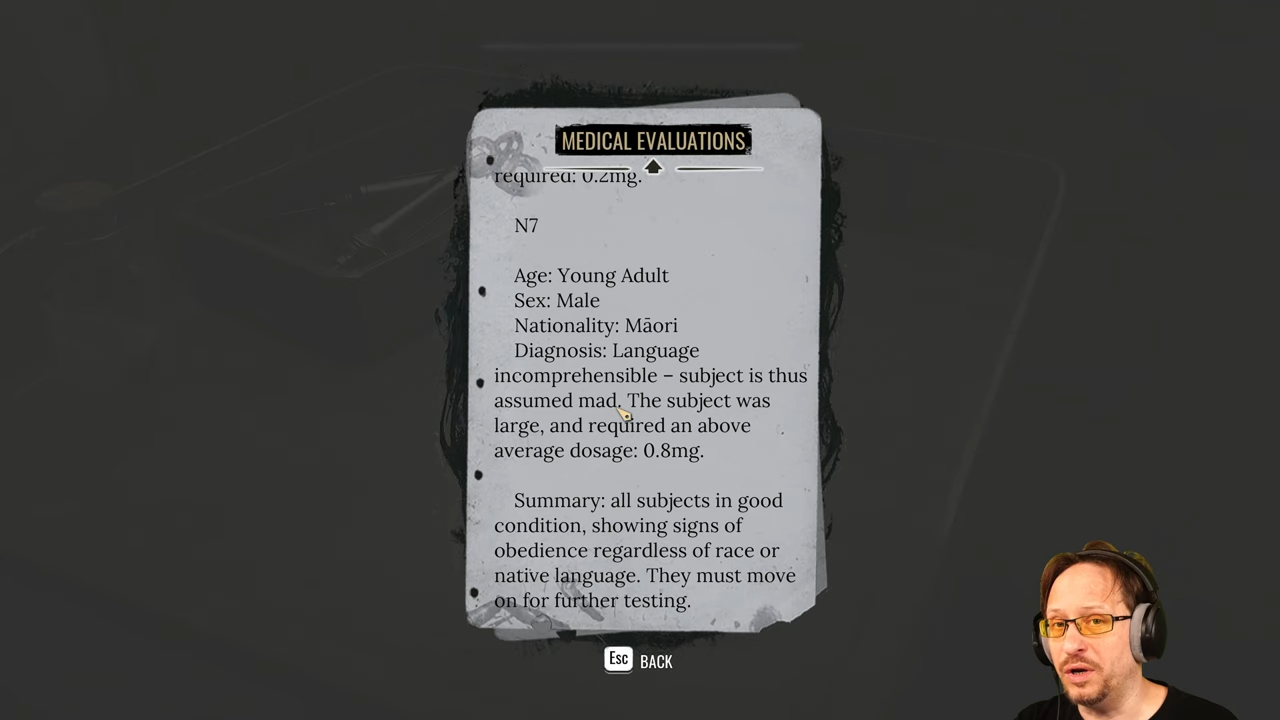 MEDICAL EVALUATIONS
required: 0.2mg.
N7
Age: Young Adult
Sex: Male
Nationality: Māori
Diagnosis: Language
incomprehensible – subject is thus
assumed mad. The subject was
large, and required an above
average dosage: 0.8mg.
Summary: all subjects in good
condition, showing signs of
obedience regardless of race or
native language. They must move
on for further testing.
Esc BACK